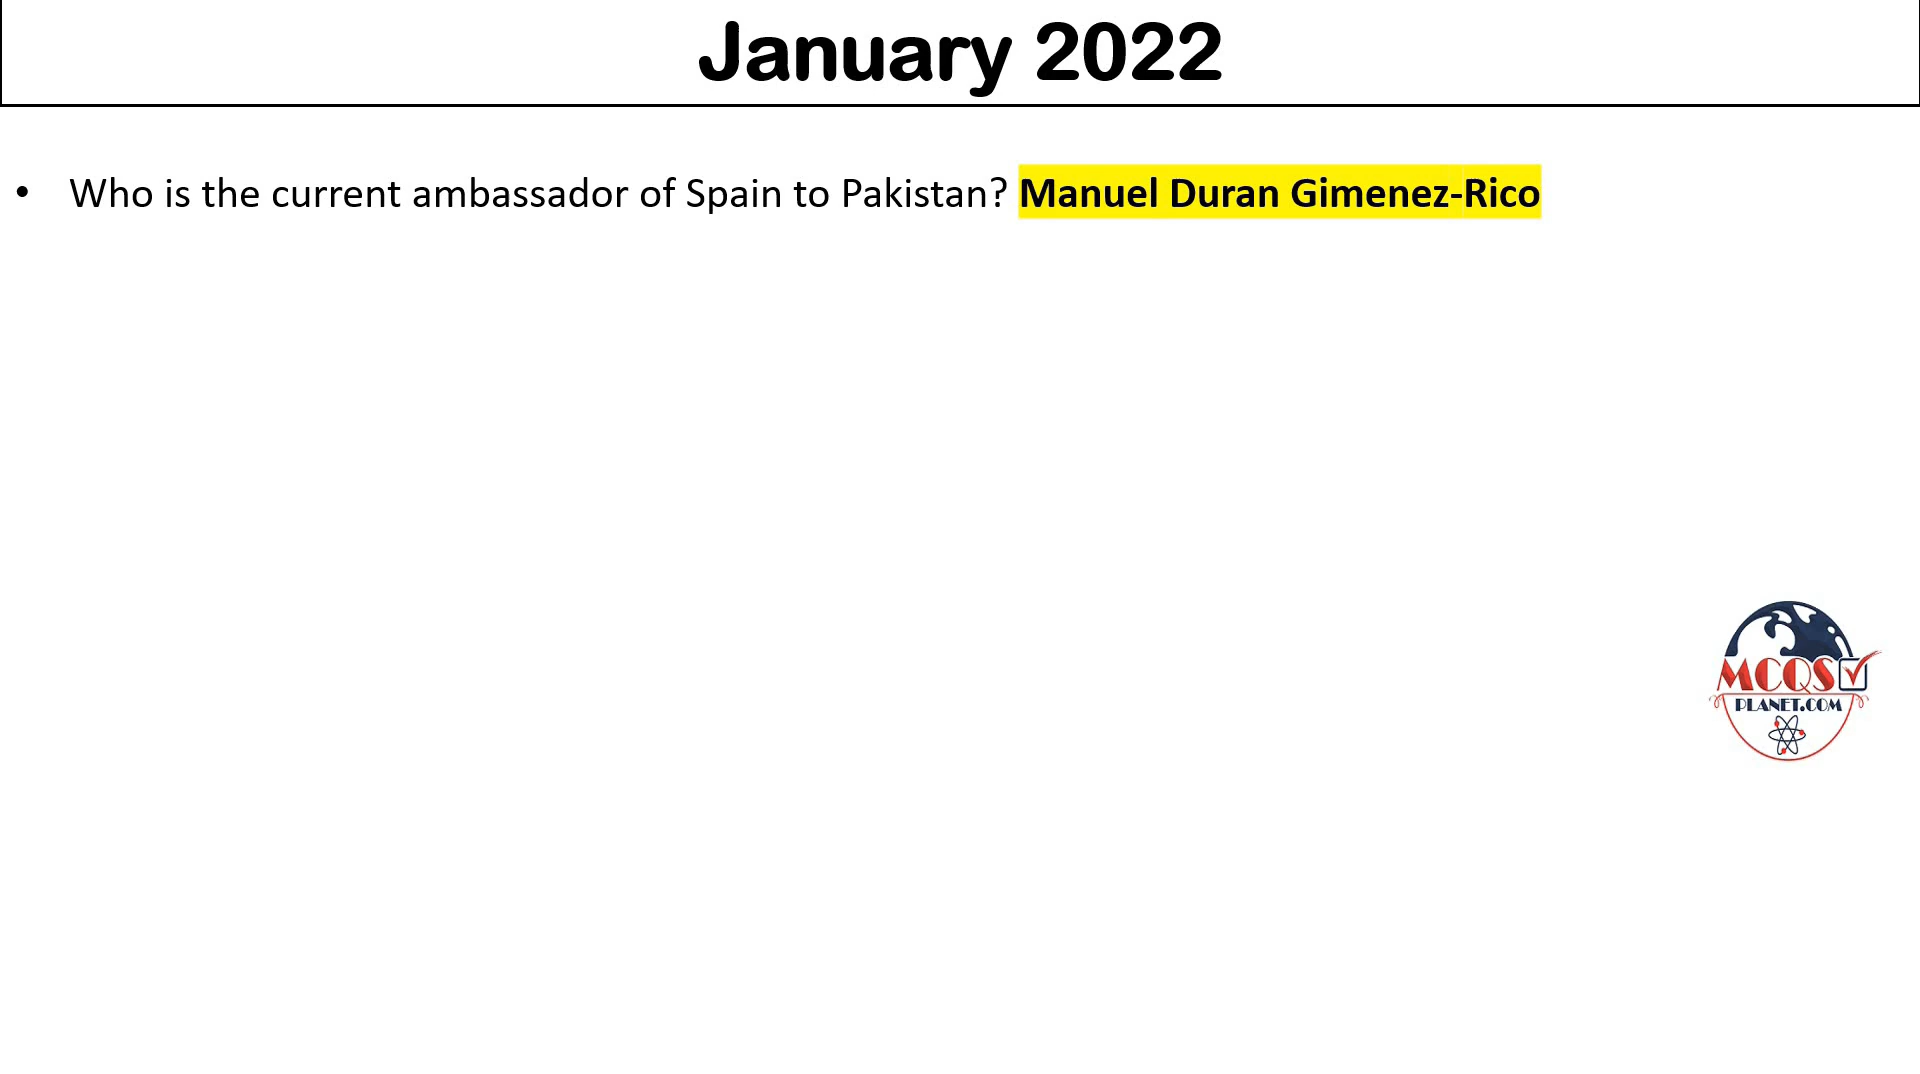 January 2022
• Who is the current ambassador of Spain to Pakistan? Manuel Duran Gimenez-Rico
MCQS
PLANET.COM